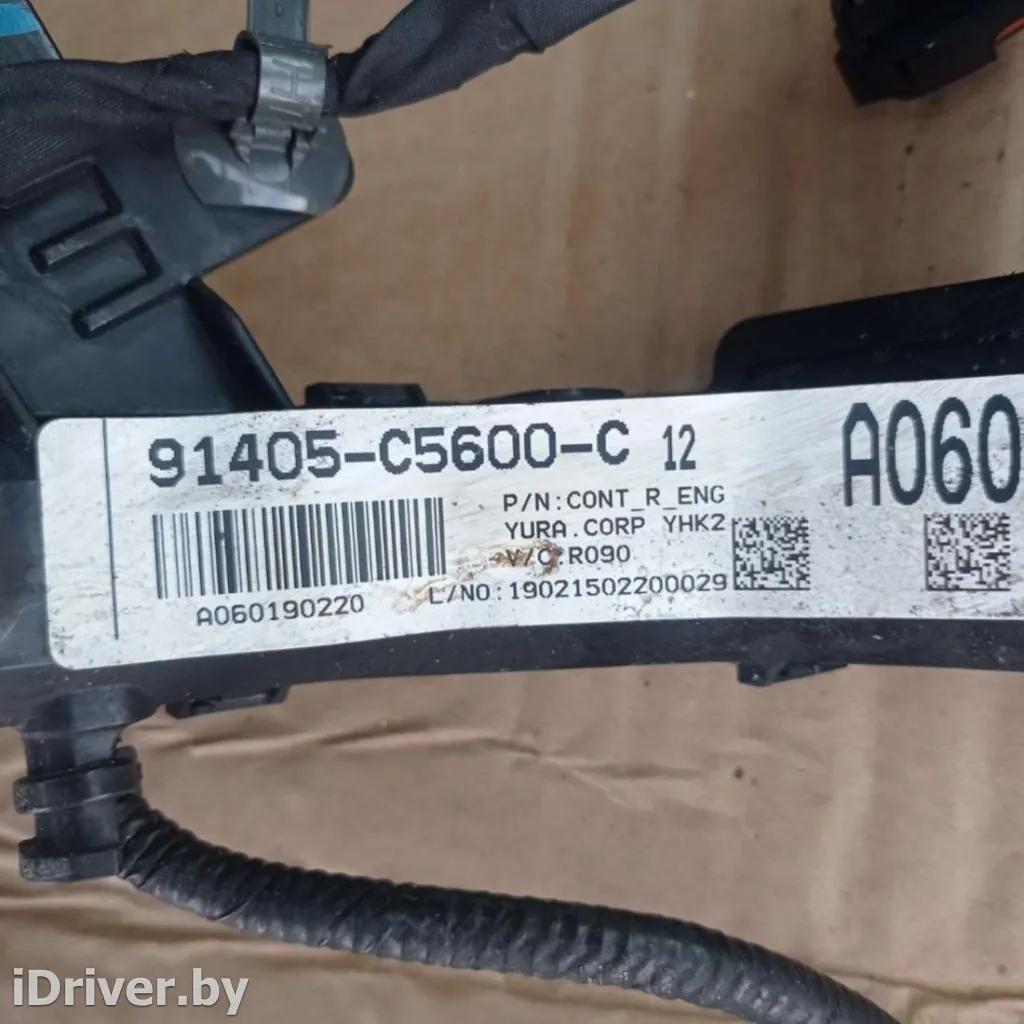 H
91405-C5600-C 12
A060
P/N:CONT_R_ENG
YURA.CORP YHK2
V/C:R090
L/NO:19021502200029
A060190220
iDriver.by